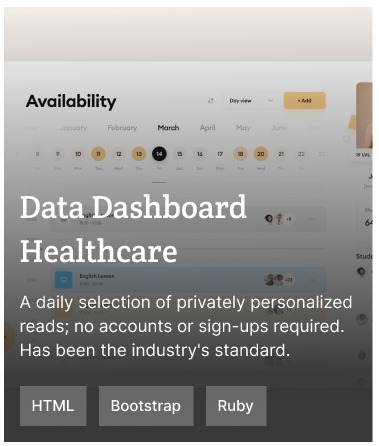 Availability
Day view
+ Add
January February March April May June
8 9 10 11 12 13 14 15 16 17 18 20 21 22
Data Dashboard
Healthcare
English Lesson
A daily selection of privately personalized
reads; no accounts or sign-ups required.
Has been the industry's standard.
HTML Bootstrap Ruby